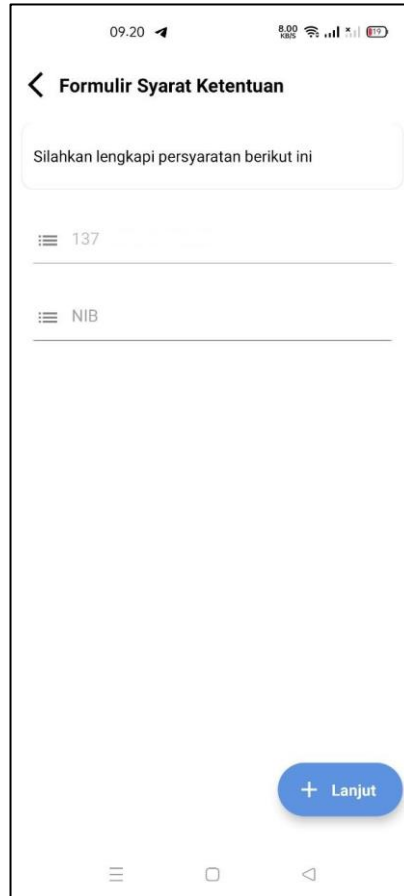 09.20
8.00 KB/S
19
Formulir Syarat Ketentuan
Silahkan lengkapi persyaratan berikut ini
137
NIB
+ Lanjut